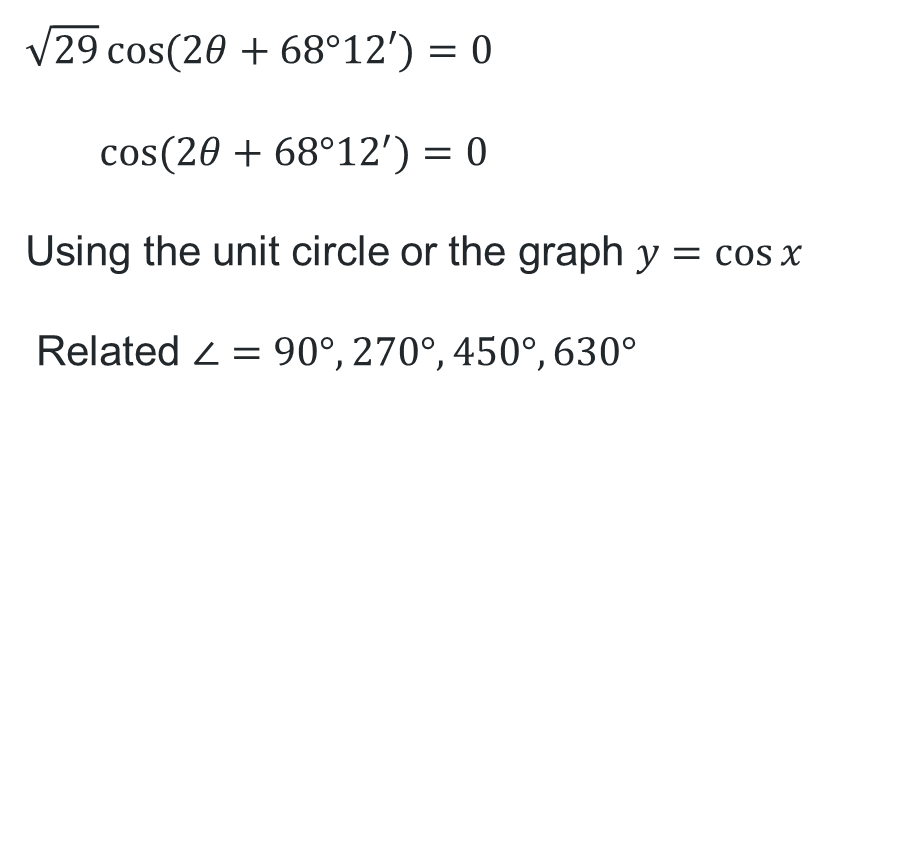 √29 cos(2θ + 68°12′) = 0
cos(2θ + 68°12′) = 0
Using the unit circle or the graph y = cos x
Related ∠ = 90°, 270°, 450°, 630°